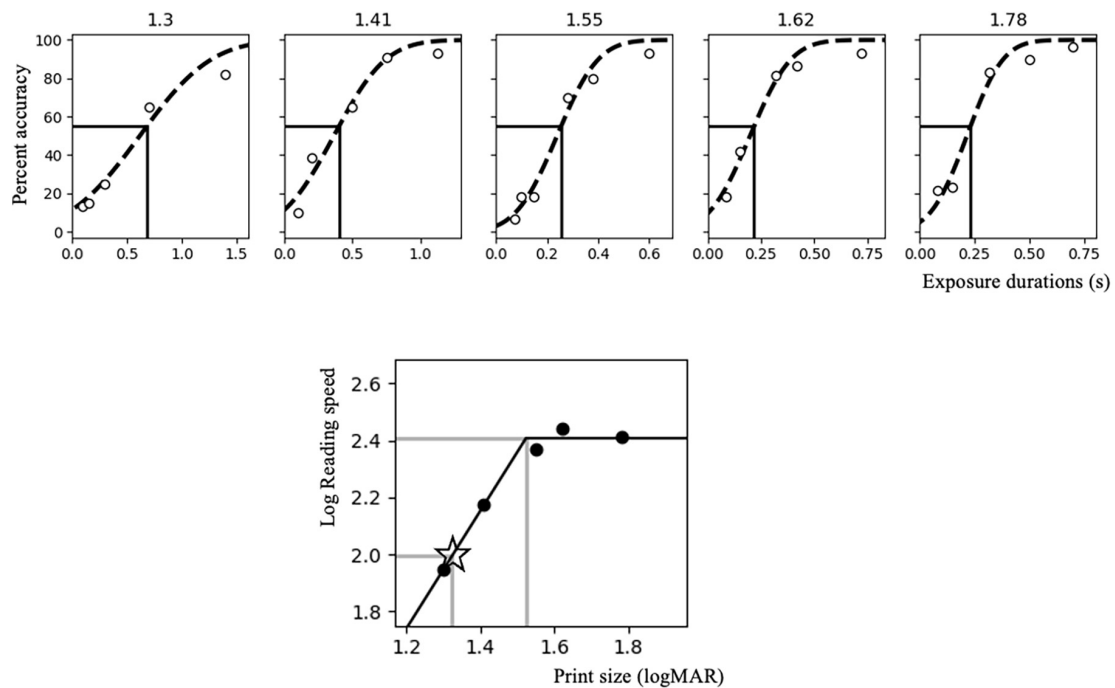 1.3 1.41 1.55 1.62 1.78
Percent accuracy
100
80
60
40
20
0
0.0 0.5 1.0 1.5
0.0 0.5 1.0
0.0 0.2 0.4 0.6
0.00 0.25 0.50 0.75
0.00 0.25 0.50 0.75
Exposure durations (s)
Log Reading speed
2.6
2.4
2.2
2.0
1.8
1.2 1.4 1.6 1.8
Print size (logMAR)